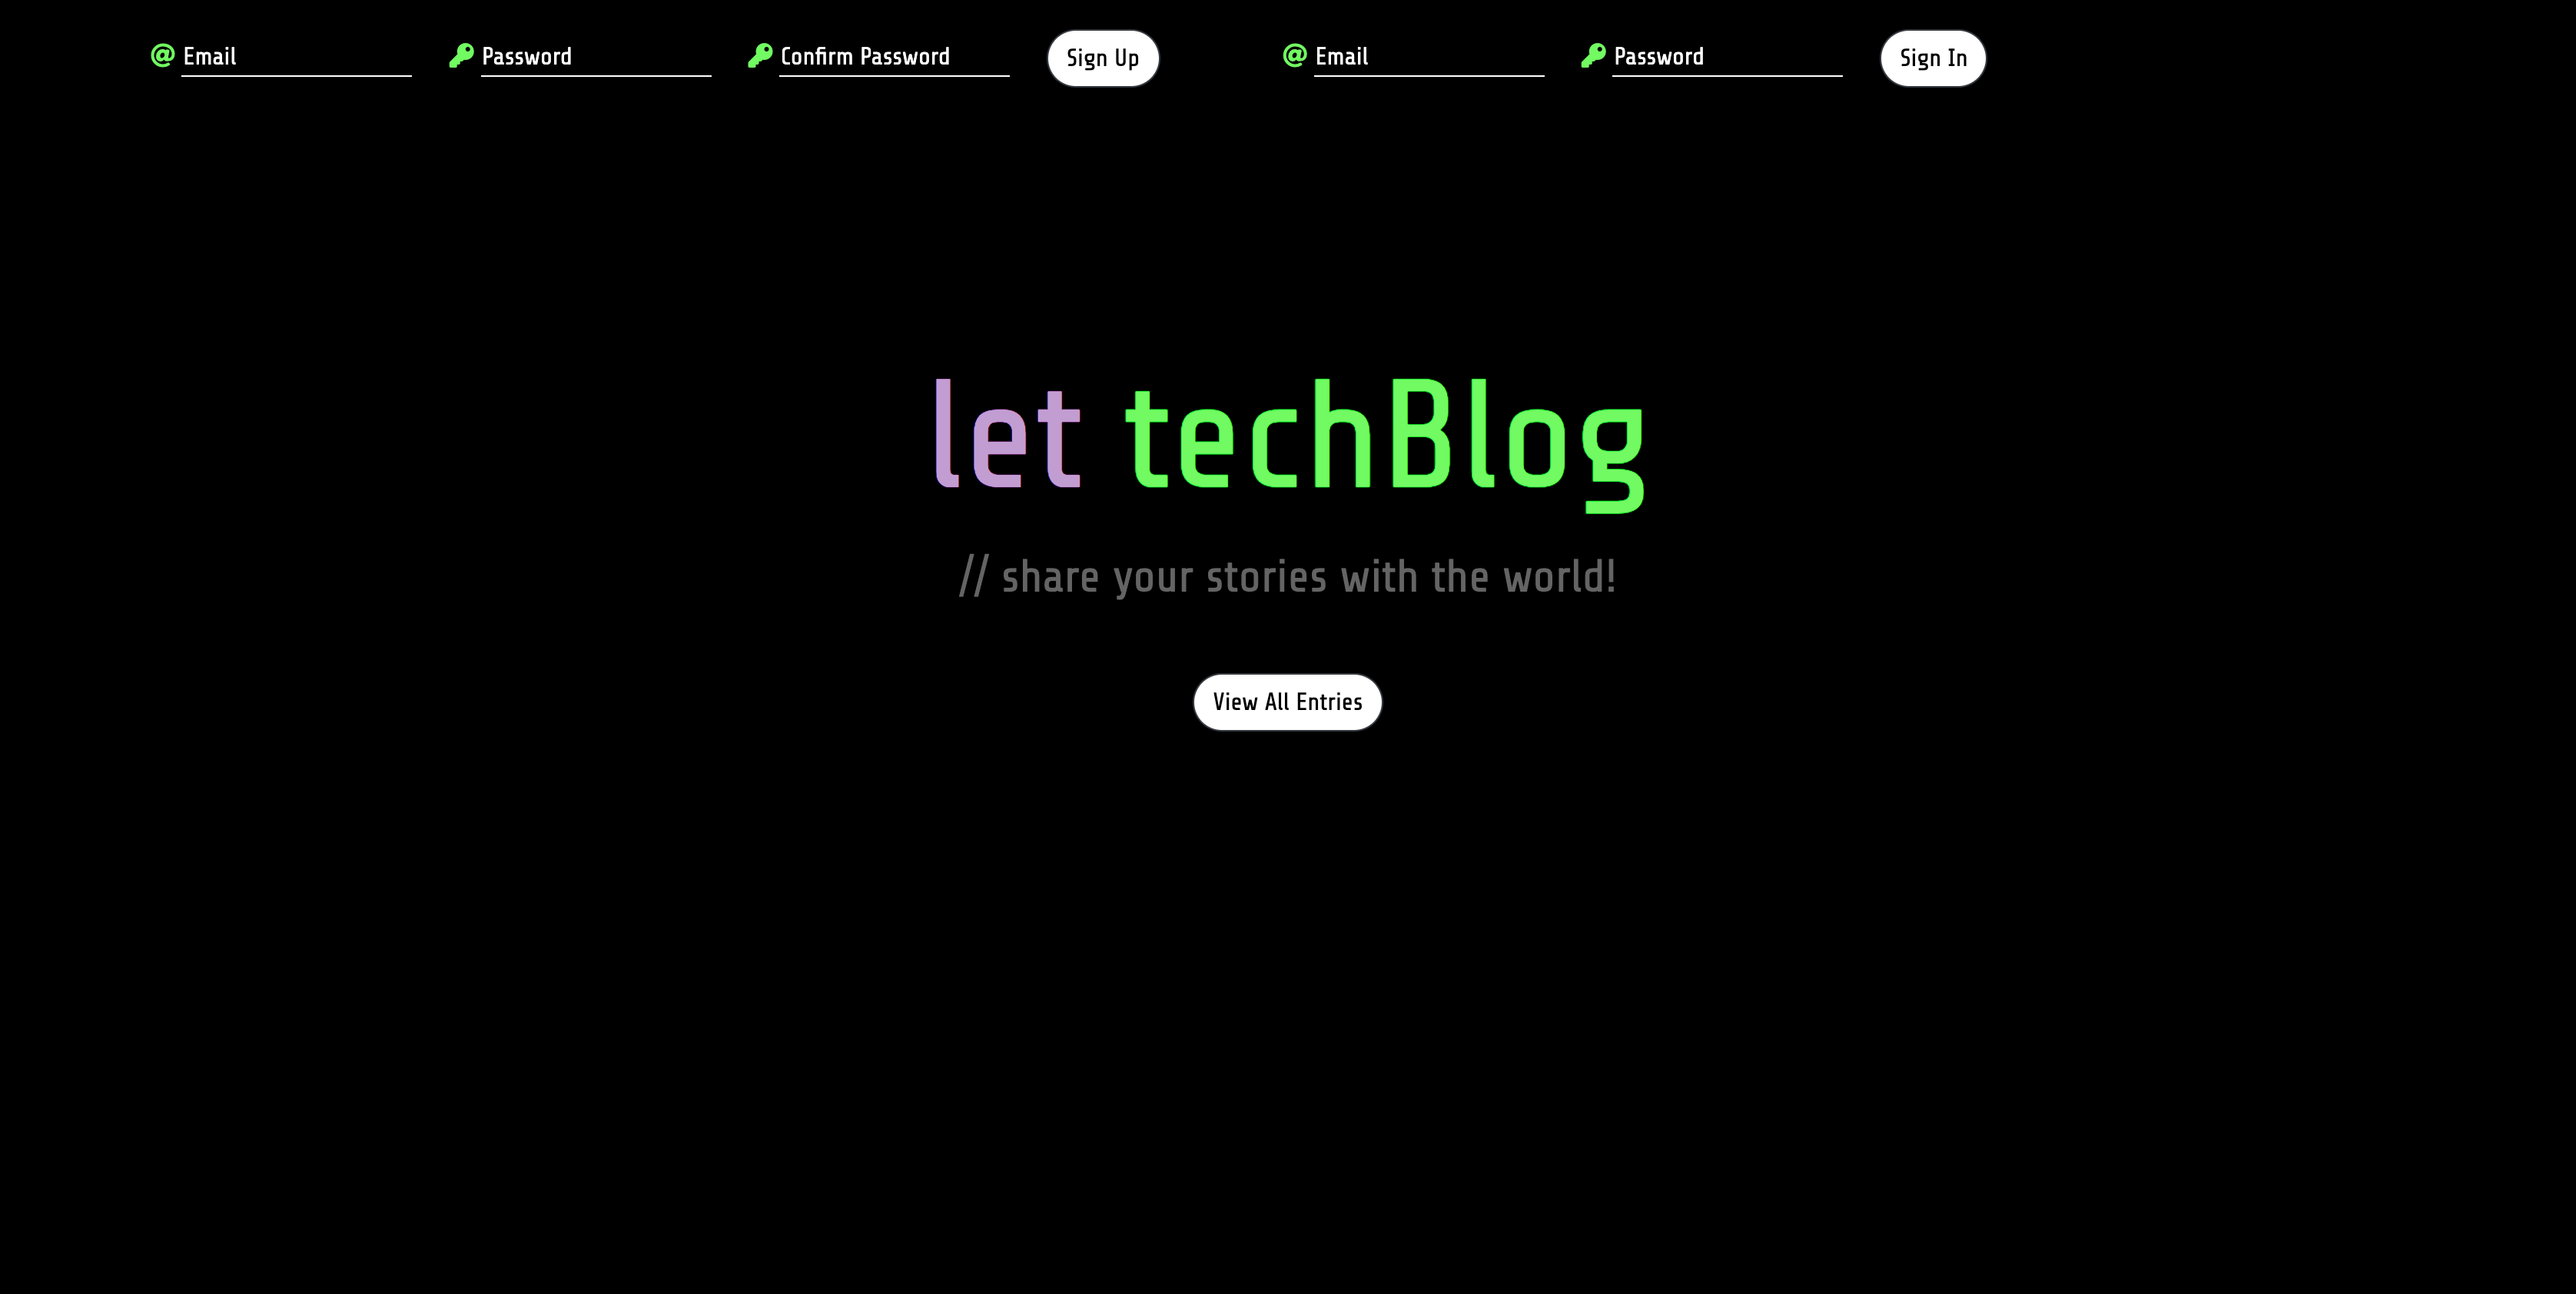 Email Password Confirm Password Sign Up Email Password Sign In
let techBlog
// share your stories with the world!
View All Entries